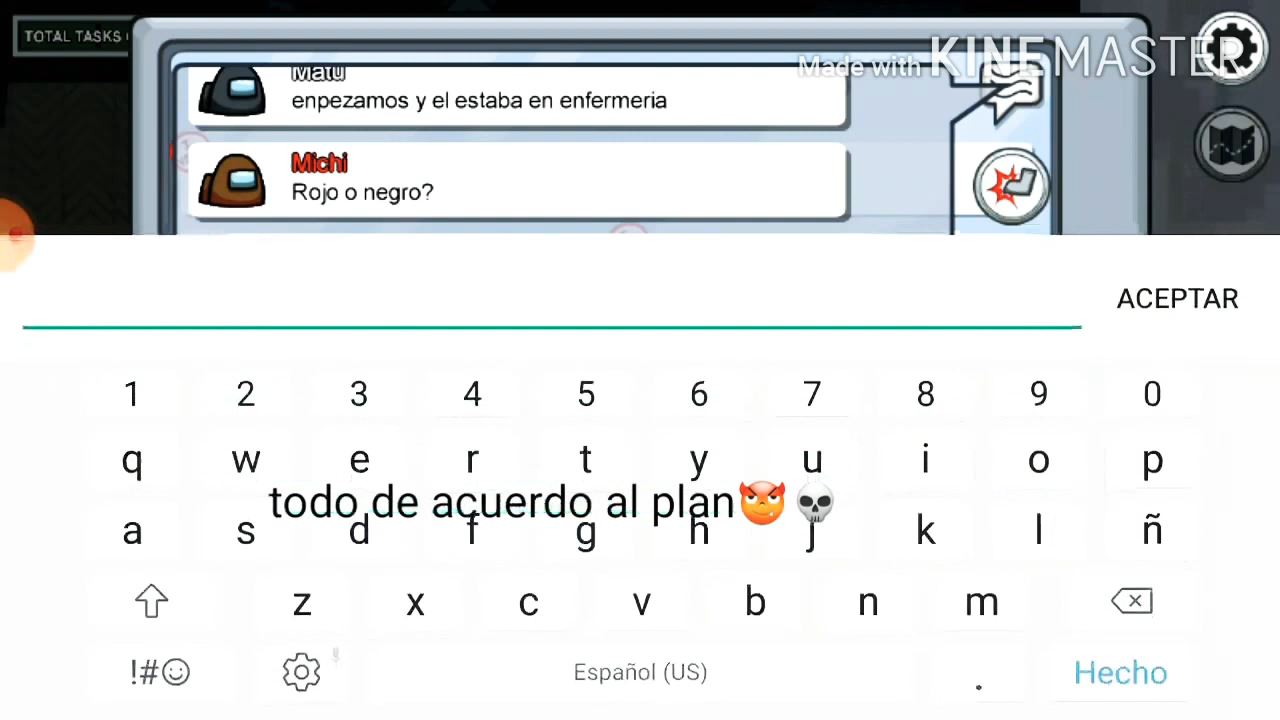 TOTAL TASKS
Made with KINEMASTER
Matu
enpezamos y el estaba en enfermeria
Michi
Rojo o negro?
ACEPTAR
1 2 3 4 5 6 7 8 9 0
q w e r t y u i o p
todo de acuerdo al plan😈💀
a s d f g h j k l ñ
z x c v b n m
!#☺
Español (US)
.
Hecho